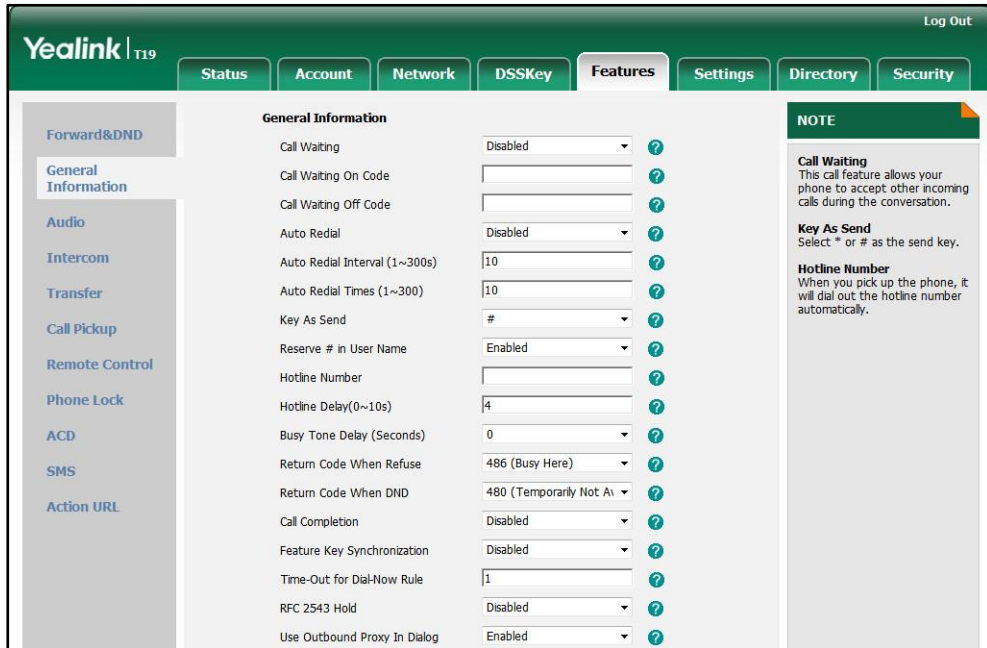 Log Out
Yealink | T19
Status Account Network DSSKey Features Settings Directory Security
Forward&DND
General Information
Audio
Intercom
Transfer
Call Pickup
Remote Control
Phone Lock
ACD
SMS
Action URL
General Information
Call Waiting Disabled
Call Waiting On Code
Call Waiting Off Code
Auto Redial Disabled
Auto Redial Interval (1~300s) 10
Auto Redial Times (1~300) 10
Key As Send #
Reserve # in User Name Enabled
Hotline Number
Hotline Delay(0~10s) 4
Busy Tone Delay (Seconds) 0
Return Code When Refuse 486 (Busy Here)
Return Code When DND 480 (Temporarily Not
Call Completion Disabled
Feature Key Synchronization Disabled
Time-Out for Dial-Now Rule 1
RFC 2543 Hold Disabled
Use Outbound Proxy In Dialog Enabled
NOTE
Call Waiting
This call feature allows your
phone to accept other incoming
calls during the conversation.
Key As Send
Select * or # as the send key.
Hotline Number
When you pick up the phone, it
will dial out the hotline number
automatically.